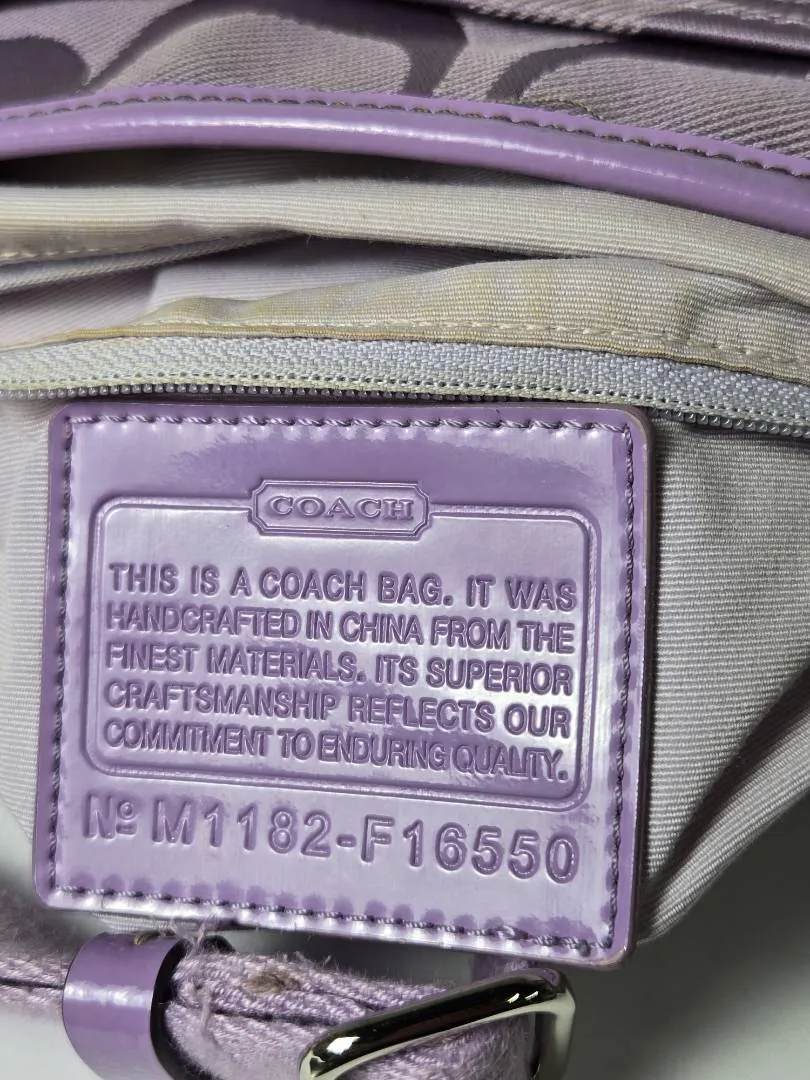 COACH
THIS IS A COACH BAG. IT WAS
HANDCRAFTED IN CHINA FROM THE
FINEST MATERIALS. ITS SUPERIOR
CRAFTSMANSHIP REFLECTS OUR
COMMITMENT TO ENDURING QUALITY.
Nº M1182-F16550